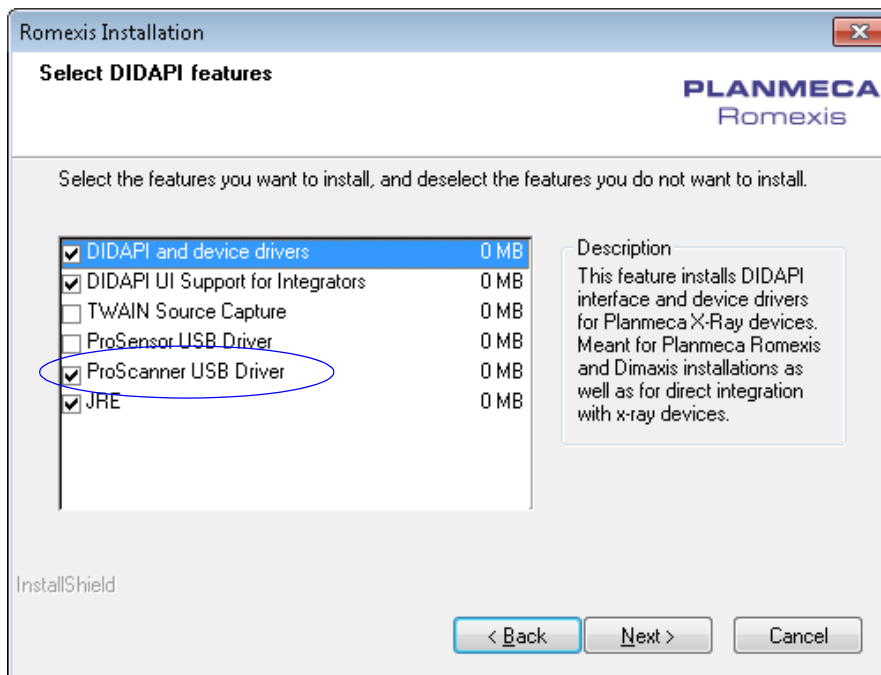 Romexis Installation
Select DIDAPI features
PLANMECA
Romexis
Select the features you want to install, and deselect the features you do not want to install.
DIDAPI and device drivers 0 MB
DIDAPI UI Support for Integrators 0 MB
TWAIN Source Capture 0 MB
ProSensor USB Driver 0 MB
ProScanner USB Driver 0 MB
JRE 0 MB
Description
This feature installs DIDAPI
interface and device drivers
for Planmeca X-Ray devices.
Meant for Planmeca Romexis
and Dimaxis installations as
well as for direct integration
with x-ray devices.
InstallShield
< Back
Next >
Cancel